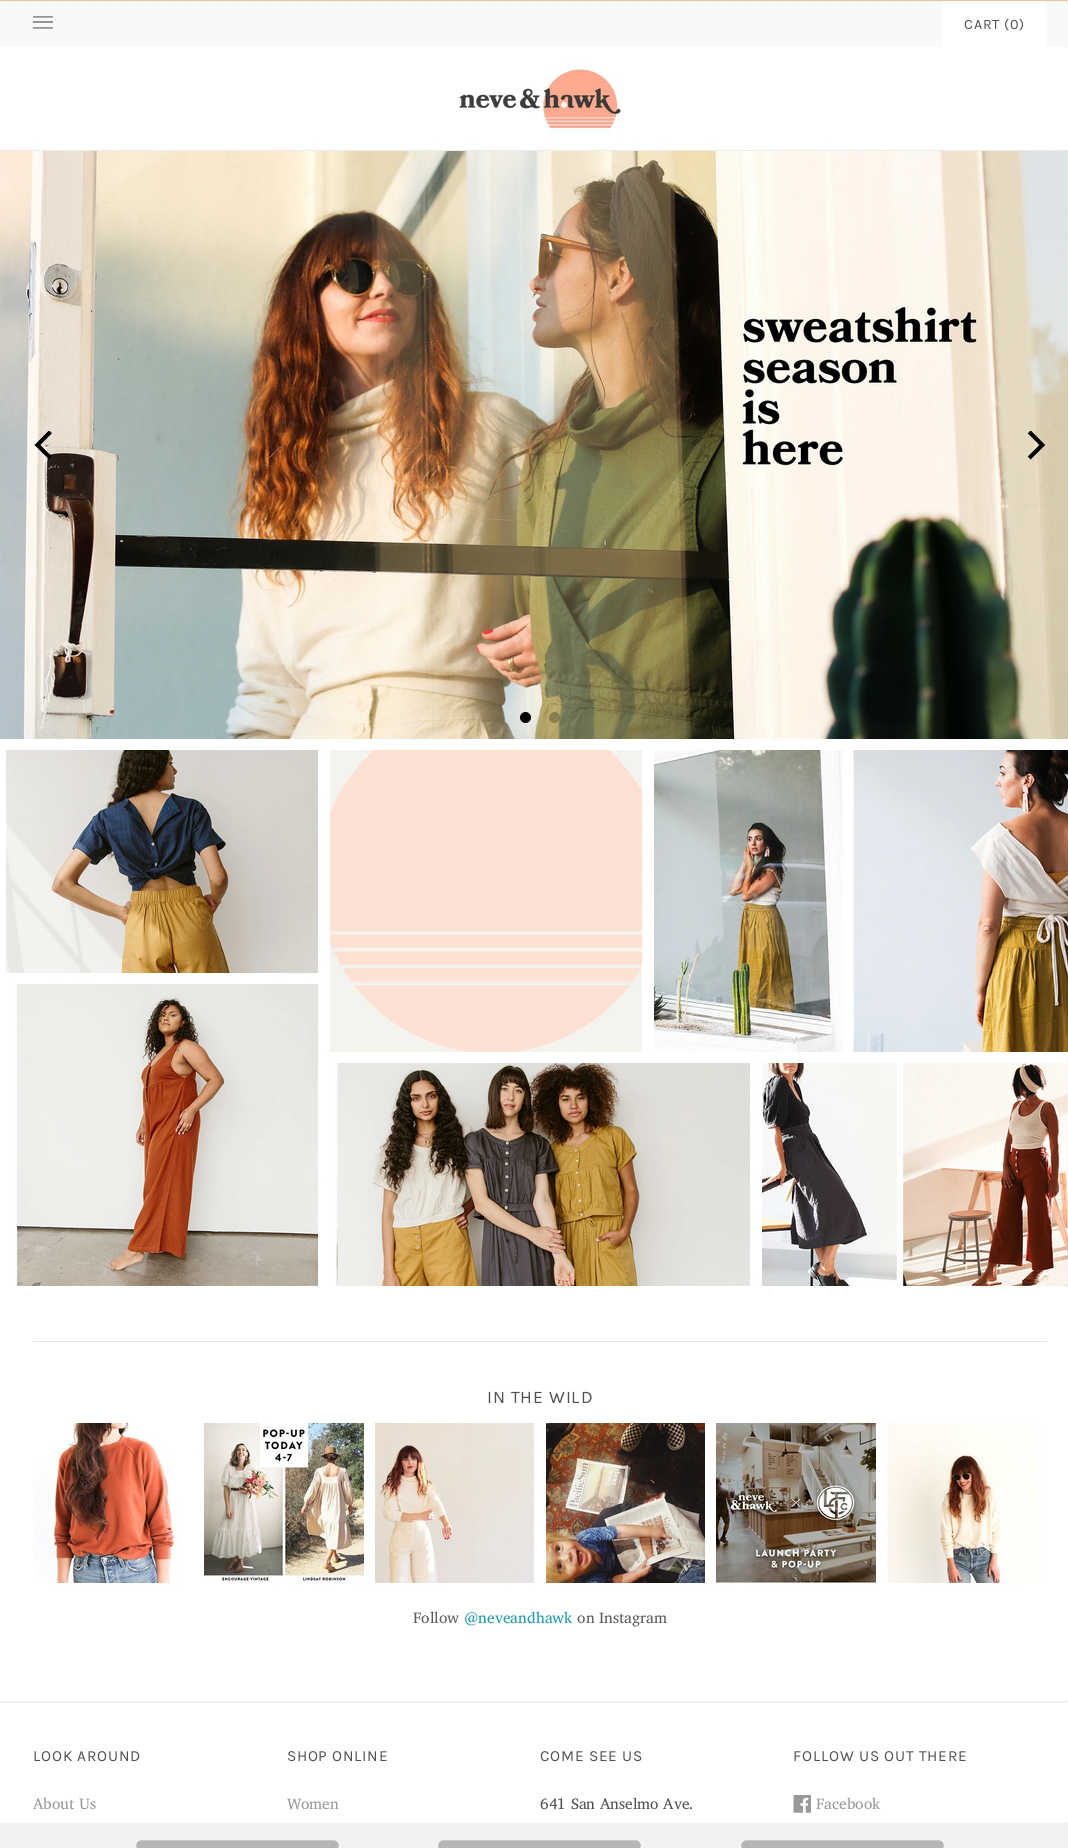 CART (0)
neve & hawk
sweatshirt
season
is
here
IN THE WILD
POP-UP
TODAY
4-7
ENCOURAGE VINTAGE
LINDSAY ROBINSON
neve
&hawk
LAUNCH PARTY
& POP-UP
Follow @neveandhawk on Instagram
LOOK AROUND
SHOP ONLINE
COME SEE US
FOLLOW US OUT THERE
About Us
Women
641 San Anselmo Ave.
Facebook